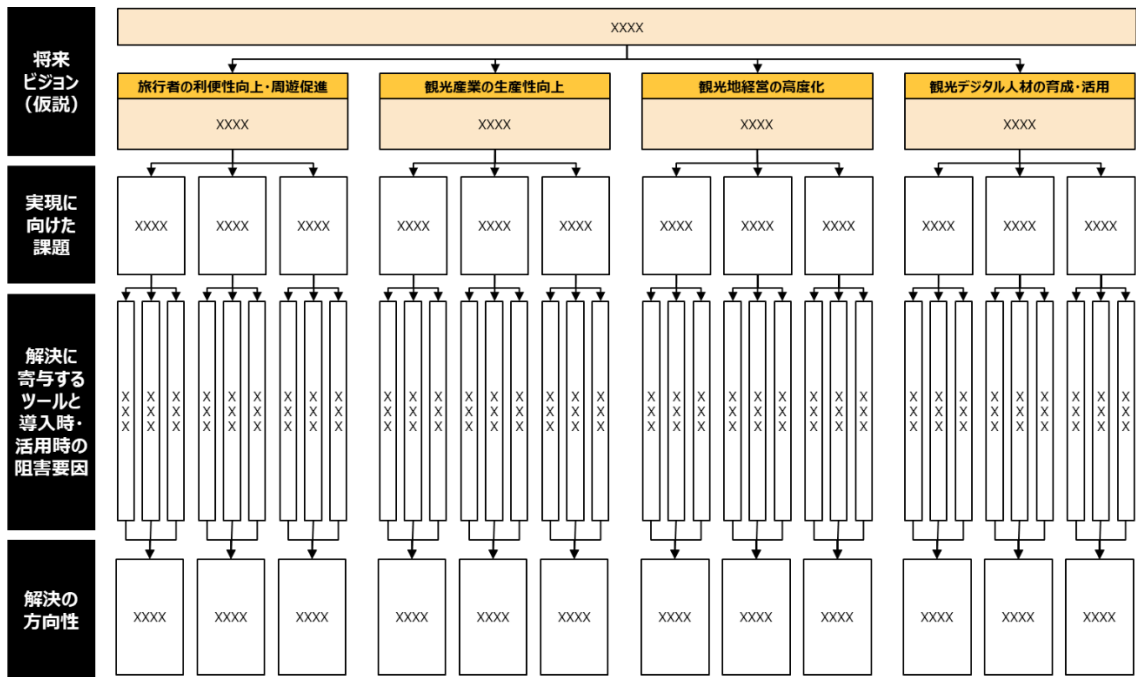 将来
ビジョン
（仮説）
XXXX
旅行者の利便性向上・周遊促進
XXXX
観光産業の生産性向上
XXXX
観光地経営の高度化
XXXX
観光デジタル人材の育成・活用
XXXX
実現に
向けた
課題
XXXX XXXX XXXX XXXX XXXX XXXX XXXX XXXX XXXX XXXX XXXX XXXX
解決に
寄与する
ツールと
導入時・
活用時の
阻害要因
XXX XXX XXX XXX XXX XXX XXX XXX XXX XXX XXX XXX XXX XXX XXX XXX XXX XXX XXX XXX XXX XXX XXX XXX XXX XXX XXX XXX XXX XXX XXX XXX XXX XXX XXX XXX
解決の
方向性
XXXX XXXX XXXX XXXX XXXX XXXX XXXX XXXX XXXX XXXX XXXX XXXX